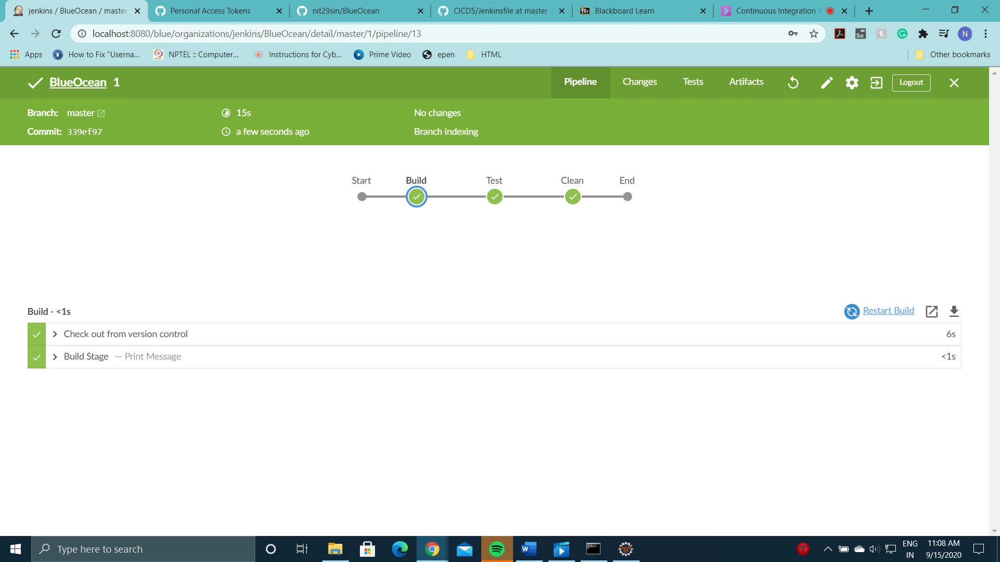 jenkins / BlueOcean / master
Personal Access Tokens
nit29sin/BlueOcean
CICD5/Jenkinsfile at master
Bb
Blackboard Learn
Continuous Integration &
localhost:8080/blue/organizations/jenkins/BlueOcean/detail/master/1/pipeline/13
Se
N
Apps
How to Fix "Userna...
NPTEL :: Computer...
Instructions for Cyb...
Prime Video
epen
HTML
Other bookmarks
BlueOcean 1
Pipeline
Changes
Tests
Artifacts
Logout
Branch: master
15s
No changes
Commit: 339ef97
a few seconds ago
Branch indexing
Start
Build
Test
Clean
End
Build - <1s
Restart Build
Check out from version control
6s
Build Stage — Print Message
<1s
Type here to search
ENG
IN
11:08 AM
9/15/2020